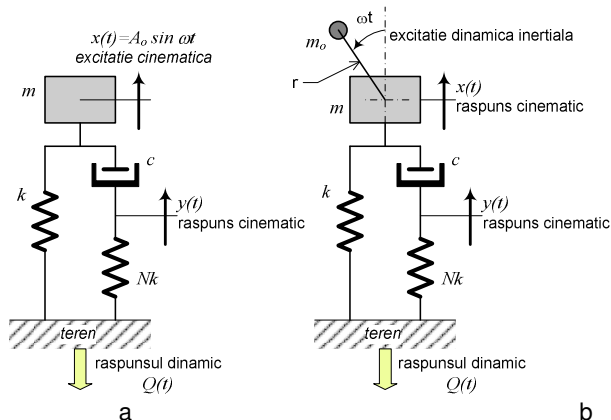 x(t)=Aₒ sin ωt
excitatie cinematica
m
k
c
y(t)
raspuns cinematic
Nk
teren
raspunsul dinamic
Q(t)
a
ωt
mₒ
excitatie dinamica inertiala
r
m
x(t)
raspuns cinematic
k
c
y(t)
raspuns cinematic
Nk
teren
raspunsul dinamic
Q(t)
b